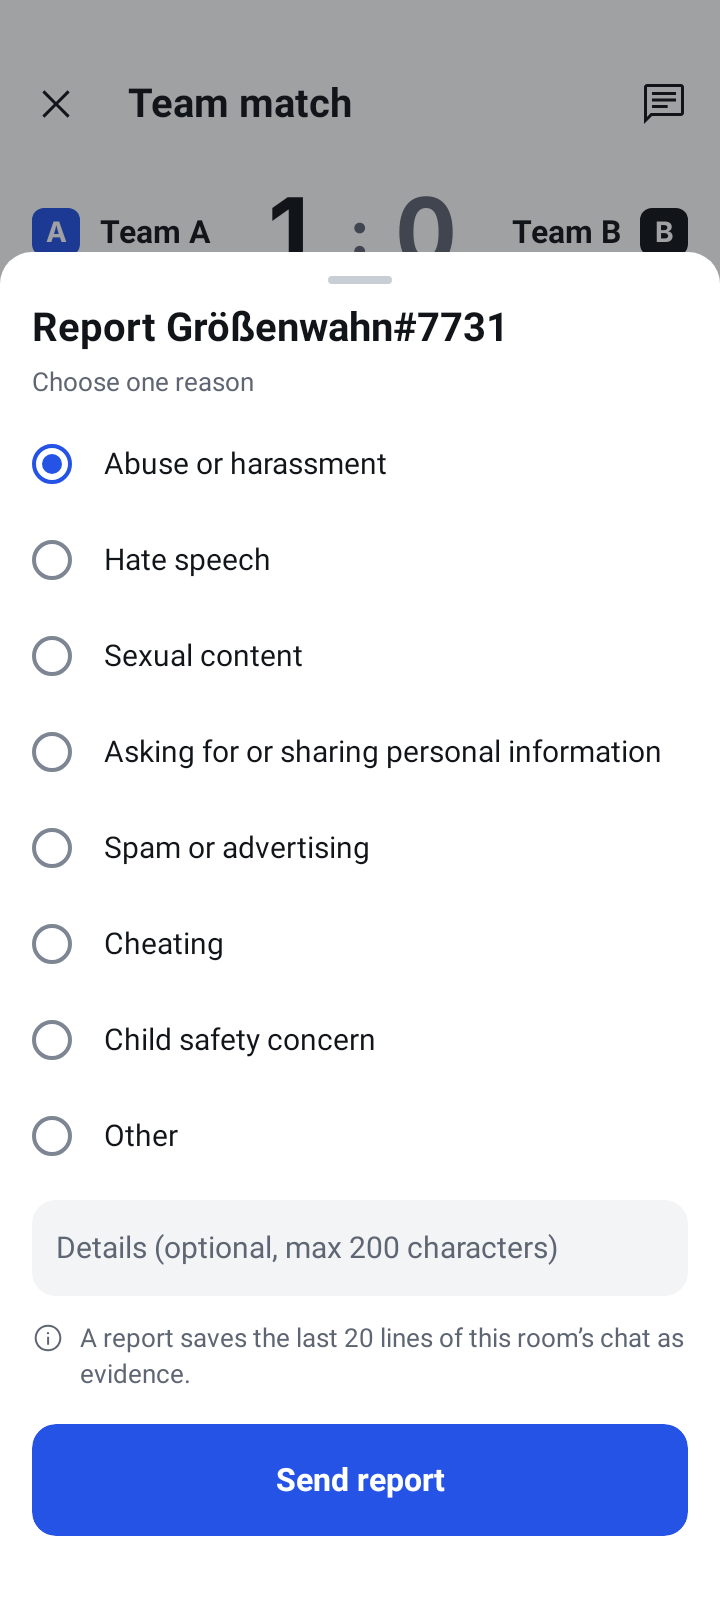 Team match
A Team A 1 : 0 Team B B
Report Größenwahn#7731
Choose one reason
Abuse or harassment
Hate speech
Sexual content
Asking for or sharing personal information
Spam or advertising
Cheating
Child safety concern
Other
Details (optional, max 200 characters)
A report saves the last 20 lines of this room’s chat as
evidence.
Send report